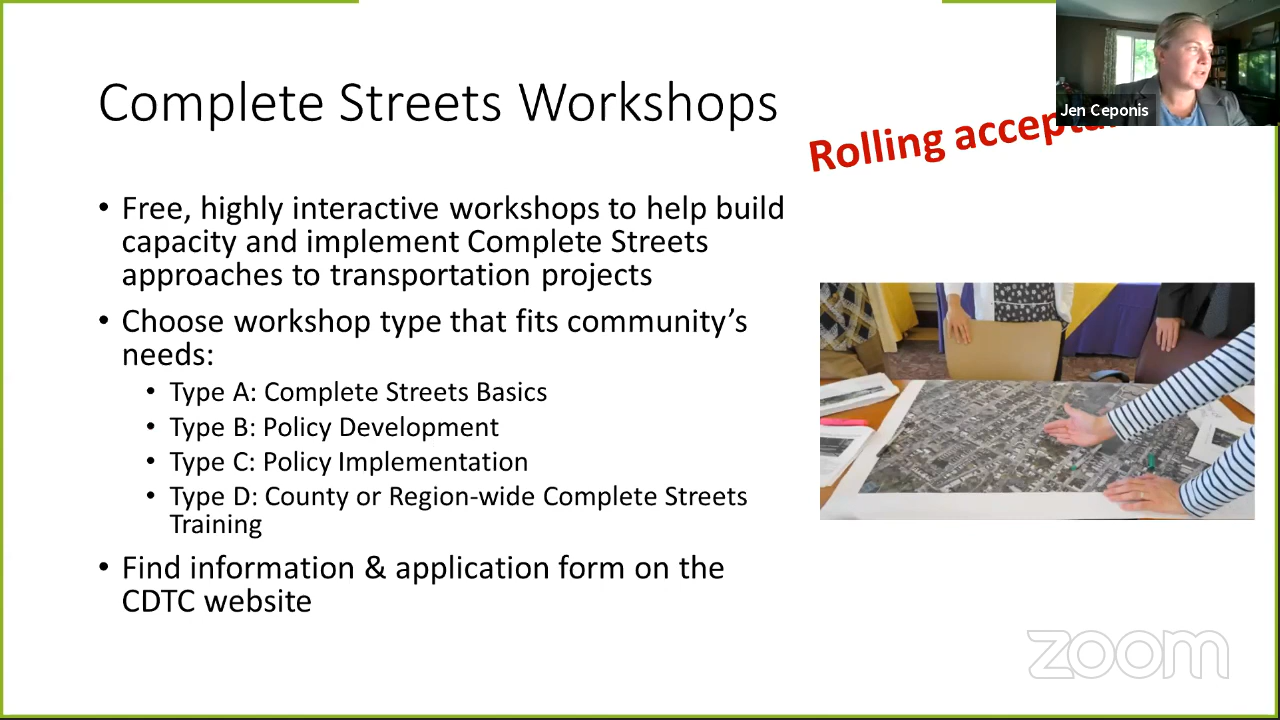 Complete Streets Workshops
Jen Ceponis
Rolling
• Free, highly interactive workshops to help build
capacity and implement Complete Streets
approaches to transportation projects
• Choose workshop type that fits community’s
needs:
• Type A: Complete Streets Basics
• Type B: Policy Development
• Type C: Policy Implementation
• Type D: County or Region-wide Complete Streets
Training
• Find information & application form on the
CDTC website
zoom